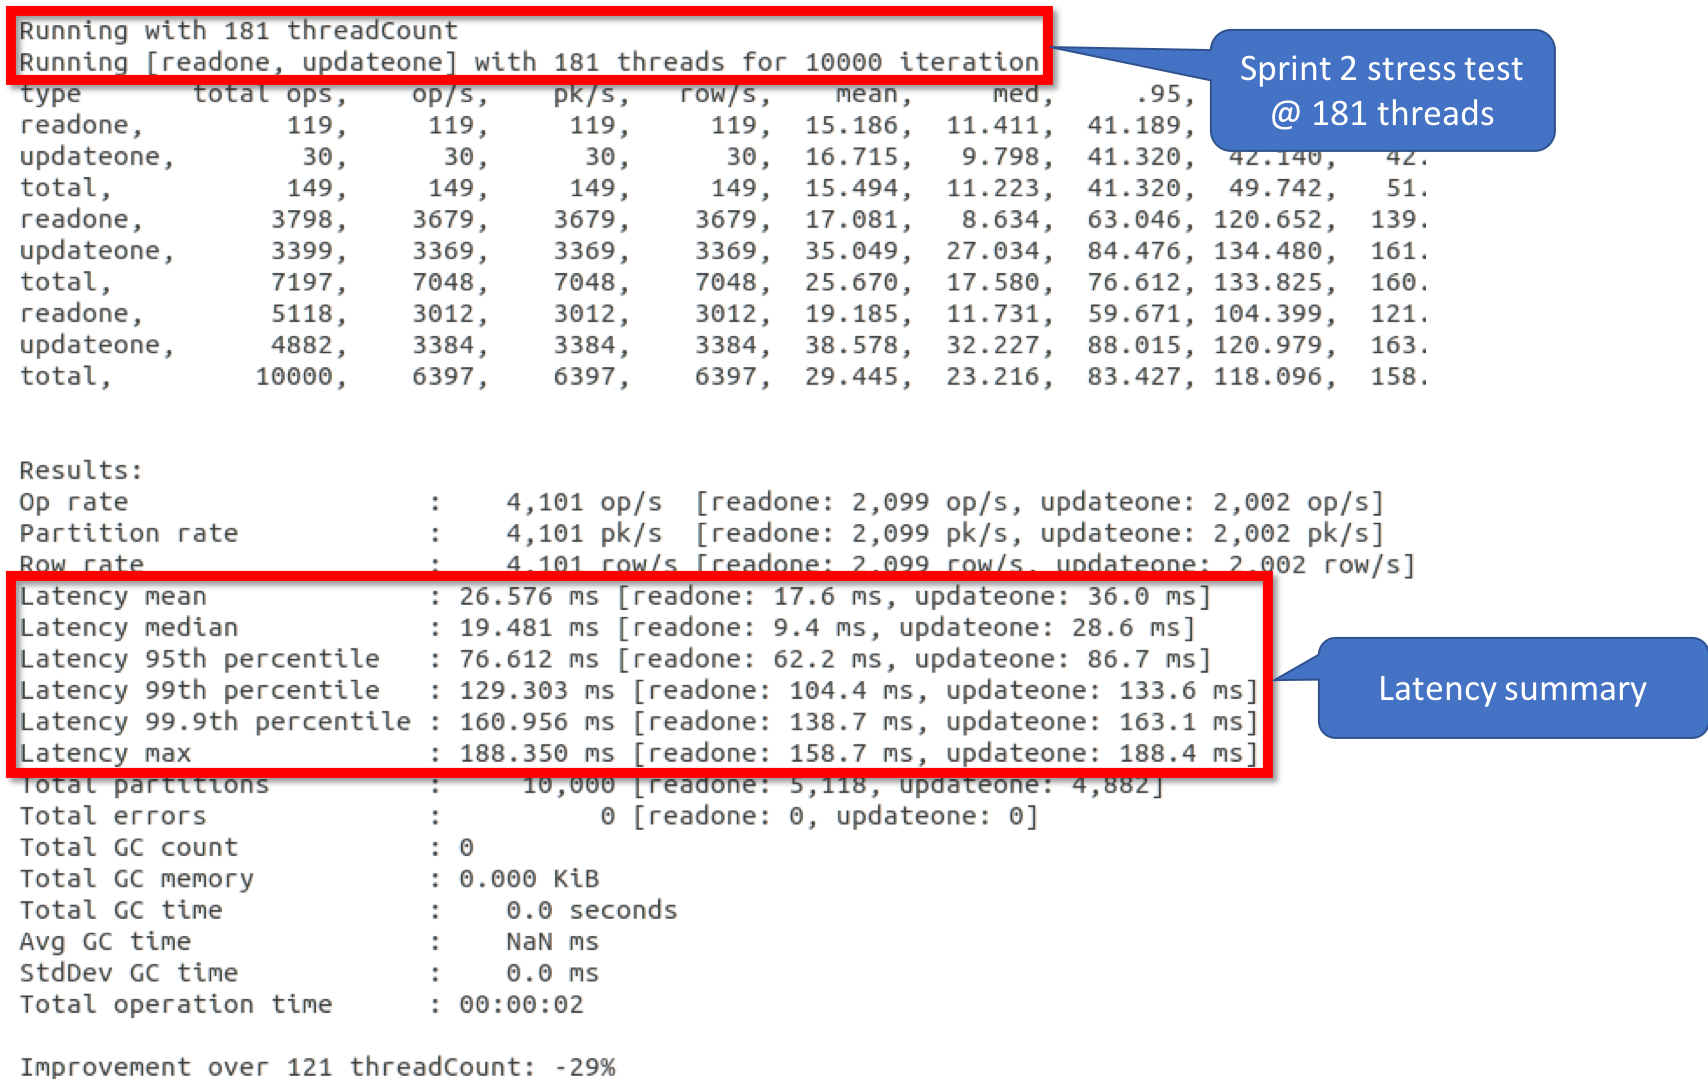 Running with 181 threadCount
Running [readone, updateone] with 181 threads for 10000 iteration
Sprint 2 stress test
@ 181 threads
type total ops, op/s, pk/s, row/s, mean, med, .95,
readone, 119, 119, 119, 119, 15.186, 11.411, 41.189,
updateone, 30, 30, 30, 30, 16.715, 9.798, 41.320, 42.140, 42.
total, 149, 149, 149, 149, 15.494, 11.223, 41.320, 49.742, 51.
readone, 3798, 3679, 3679, 3679, 17.081, 8.634, 63.046, 120.652, 139.
updateone, 3399, 3369, 3369, 3369, 35.049, 27.034, 84.476, 134.480, 161.
total, 7197, 7048, 7048, 7048, 25.670, 17.580, 76.612, 133.825, 160.
readone, 5118, 3012, 3012, 3012, 19.185, 11.731, 59.671, 104.399, 121.
updateone, 4882, 3384, 3384, 3384, 38.578, 32.227, 88.015, 120.979, 163.
total, 10000, 6397, 6397, 6397, 29.445, 23.216, 83.427, 118.096, 158.
Results:
Op rate : 4,101 op/s [readone: 2,099 op/s, updateone: 2,002 op/s]
Partition rate : 4,101 pk/s [readone: 2,099 pk/s, updateone: 2,002 pk/s]
Row rate : 4,101 row/s [readone: 2,099 row/s, updateone: 2,002 row/s]
Latency mean : 26.576 ms [readone: 17.6 ms, updateone: 36.0 ms]
Latency median : 19.481 ms [readone: 9.4 ms, updateone: 28.6 ms]
Latency 95th percentile : 76.612 ms [readone: 62.2 ms, updateone: 86.7 ms]
Latency 99th percentile : 129.303 ms [readone: 104.4 ms, updateone: 133.6 ms]
Latency 99.9th percentile : 160.956 ms [readone: 138.7 ms, updateone: 163.1 ms]
Latency max : 188.350 ms [readone: 158.7 ms, updateone: 188.4 ms]
Latency summary
Total partitions : 10,000 [readone: 5,118, updateone: 4,882]
Total errors : 0 [readone: 0, updateone: 0]
Total GC count : 0
Total GC memory : 0.000 KiB
Total GC time : 0.0 seconds
Avg GC time : NaN ms
StdDev GC time : 0.0 ms
Total operation time : 00:00:02
Improvement over 121 threadCount: -29%